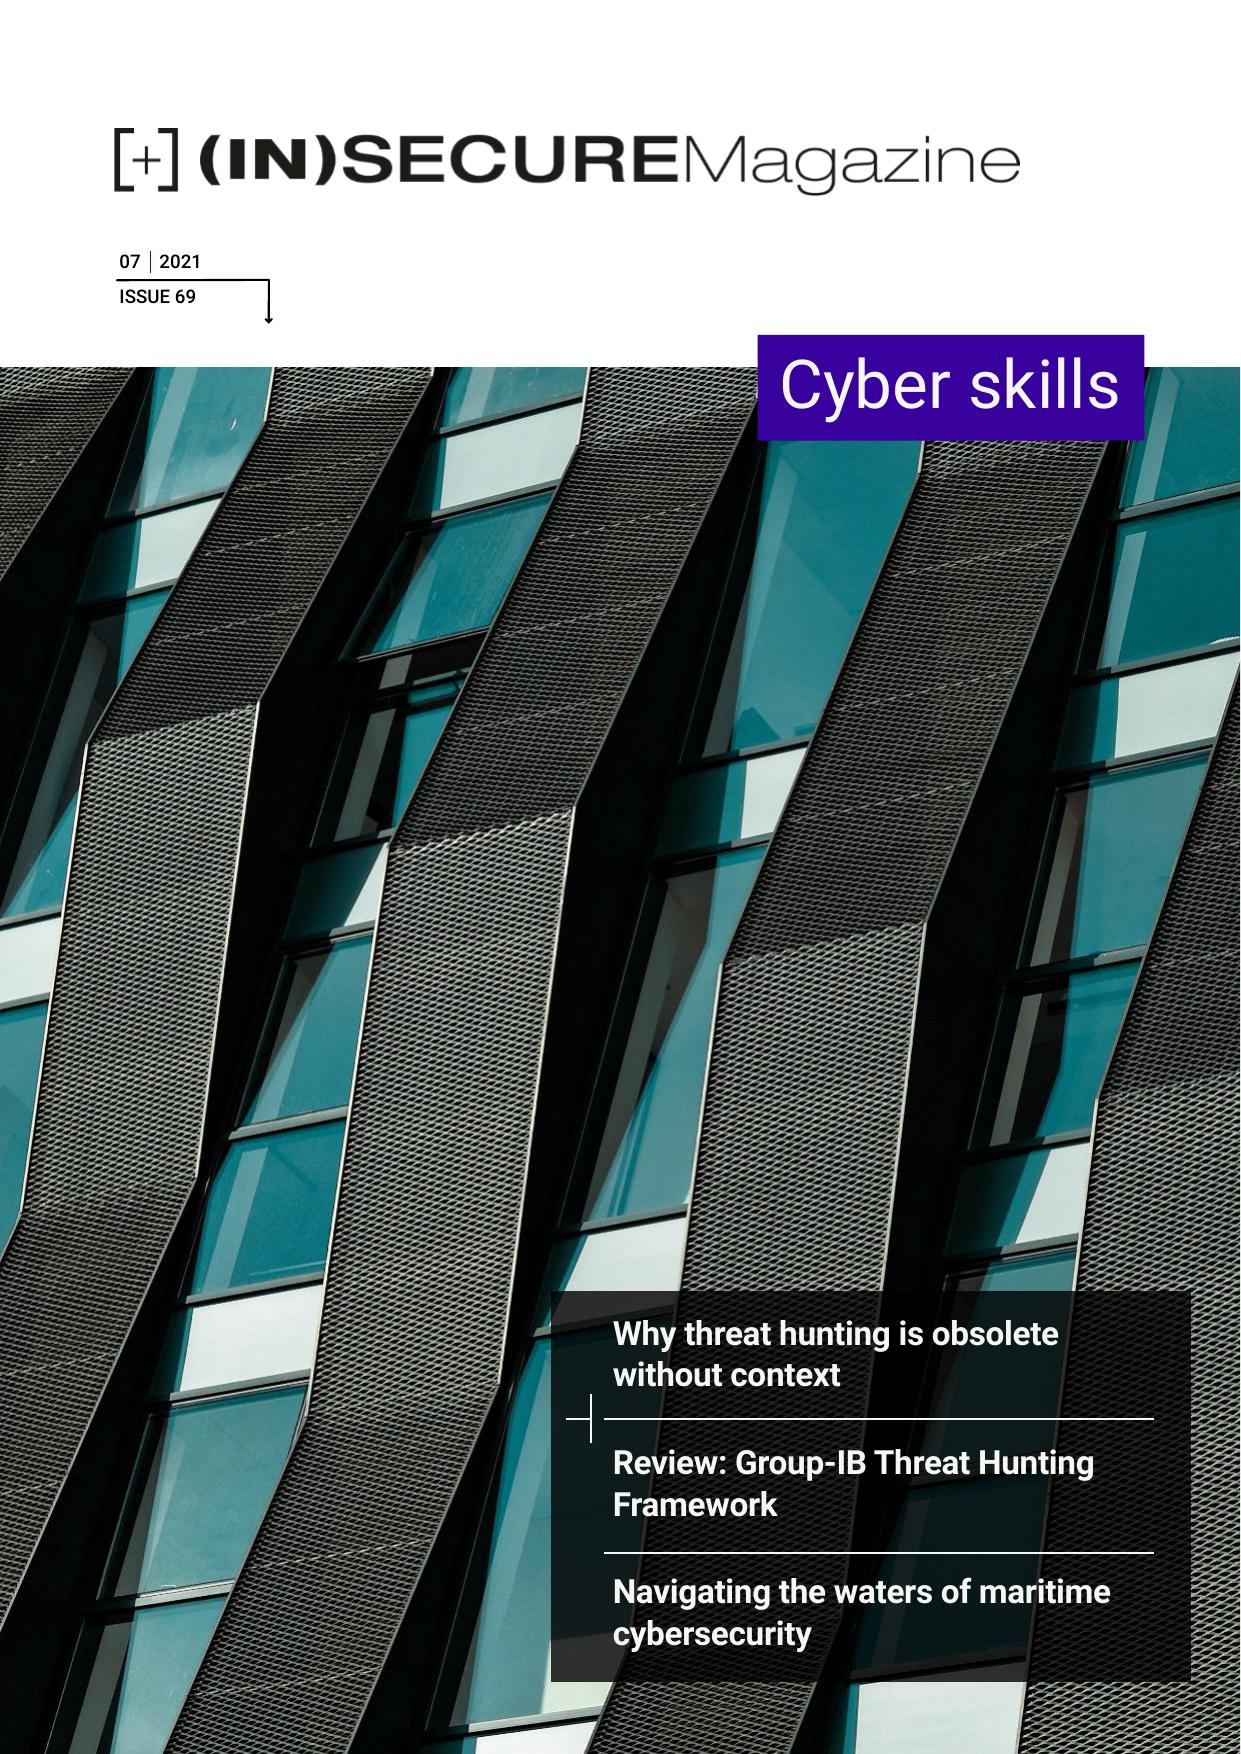 [+] (IN)SECUREMagazine
07 | 2021
ISSUE 69
Cyber skills
Why threat hunting is obsolete
without context
Review: Group-IB Threat Hunting
Framework
Navigating the waters of maritime
cybersecurity